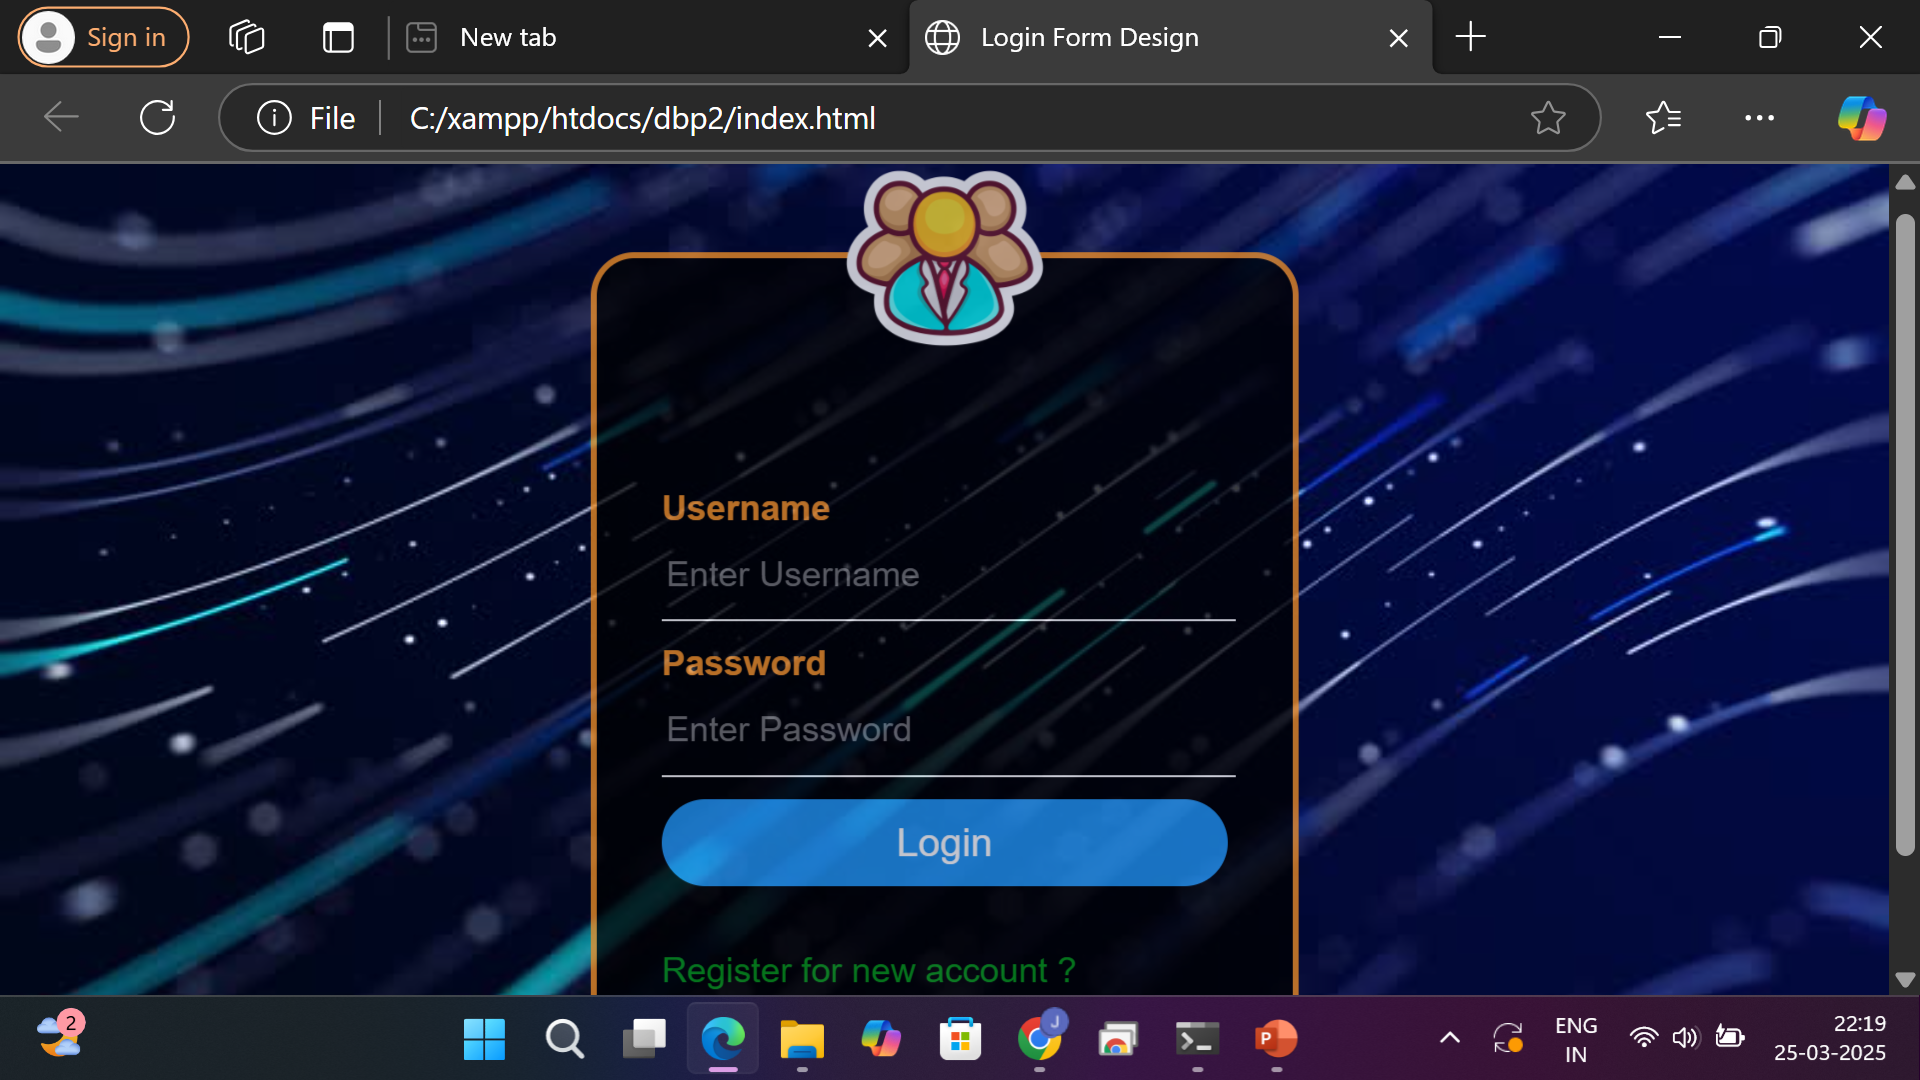 Sign in
New tab
Login Form Design
File
C:/xampp/htdocs/dbp2/index.html
Username
Enter Username
Password
Enter Password
Login
Register for new account ?
2
J
P
ENG
IN
22:19
25-03-2025